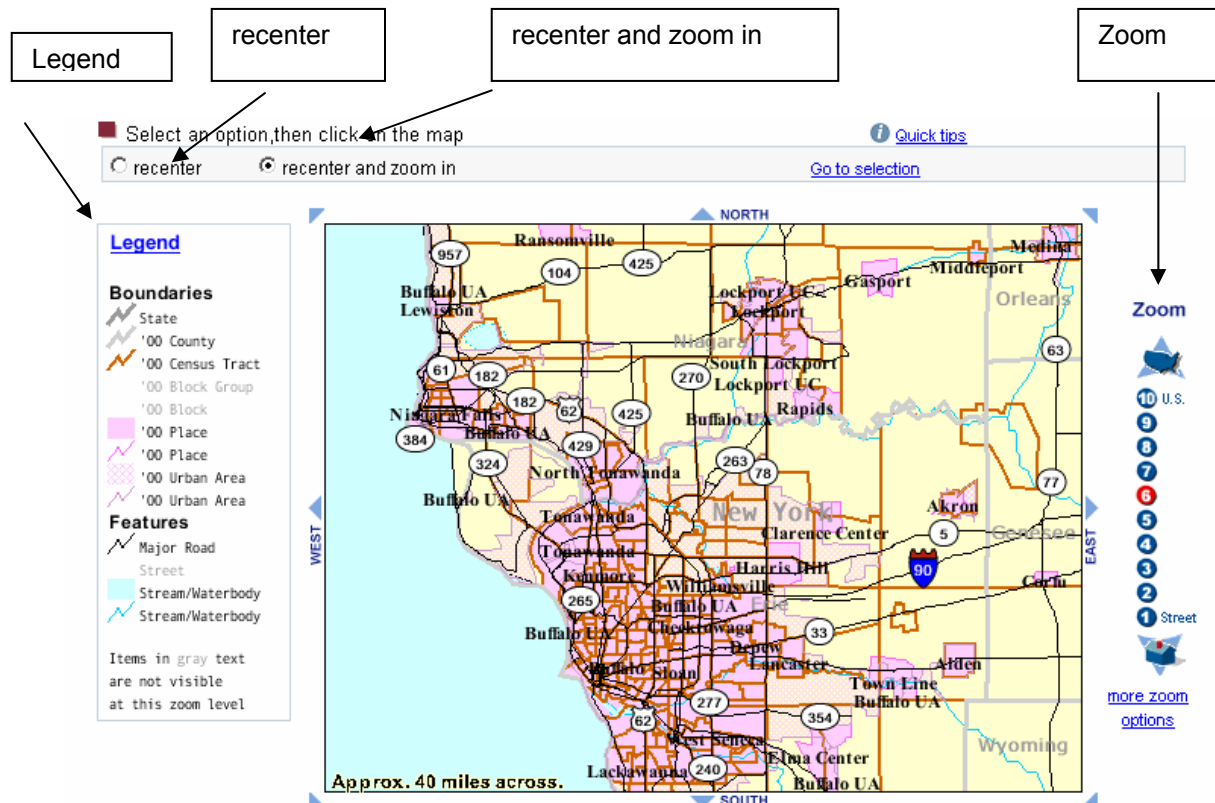 Legend
recenter
recenter and zoom in
Zoom
Select an option,then click on the map
Quick tips
recenter
recenter and zoom in
Go to selection
Legend
Boundaries
State
'00 County
'00 Census Tract
'00 Block Group
'00 Block
'00 Place
'00 Place
'00 Urban Area
'00 Urban Area
Features
Major Road
Street
Stream/Waterbody
Stream/Waterbody
Items in gray text
are not visible
at this zoom level
NORTH
WEST
EAST
SOUTH
Ransomville
957
425
104
Medina
Middleport
Gasport
Buffalo UA
Lewiston
Lockport UC
Lockport
Orleans
Niagara
63
South Lockport
Lockport UC
61
182
270
182
62
425
Buffalo UA
Rapids
Niagara Falls
384
Buffalo UA
429
324
North Tonawanda
263
78
77
Buffalo UA
Akron
Tonawanda
New York
Clarence Center
5
Genesee
Tonawanda
Kenmore
Harris Hill
90
Williamsville
Corfu
265
Buffalo UA
Erie
Buffalo UA
Cheektowaga
33
Depew
Lancaster
Buffalo
Sloan
Alden
Town Line
Buffalo UA
277
354
62
West Seneca
Elma Center
Wyoming
Lackawanna
240
Buffalo UA
Approx. 40 miles across.
Zoom
10 U.S.
9
8
7
6
5
4
3
2
1 Street
more zoom
options